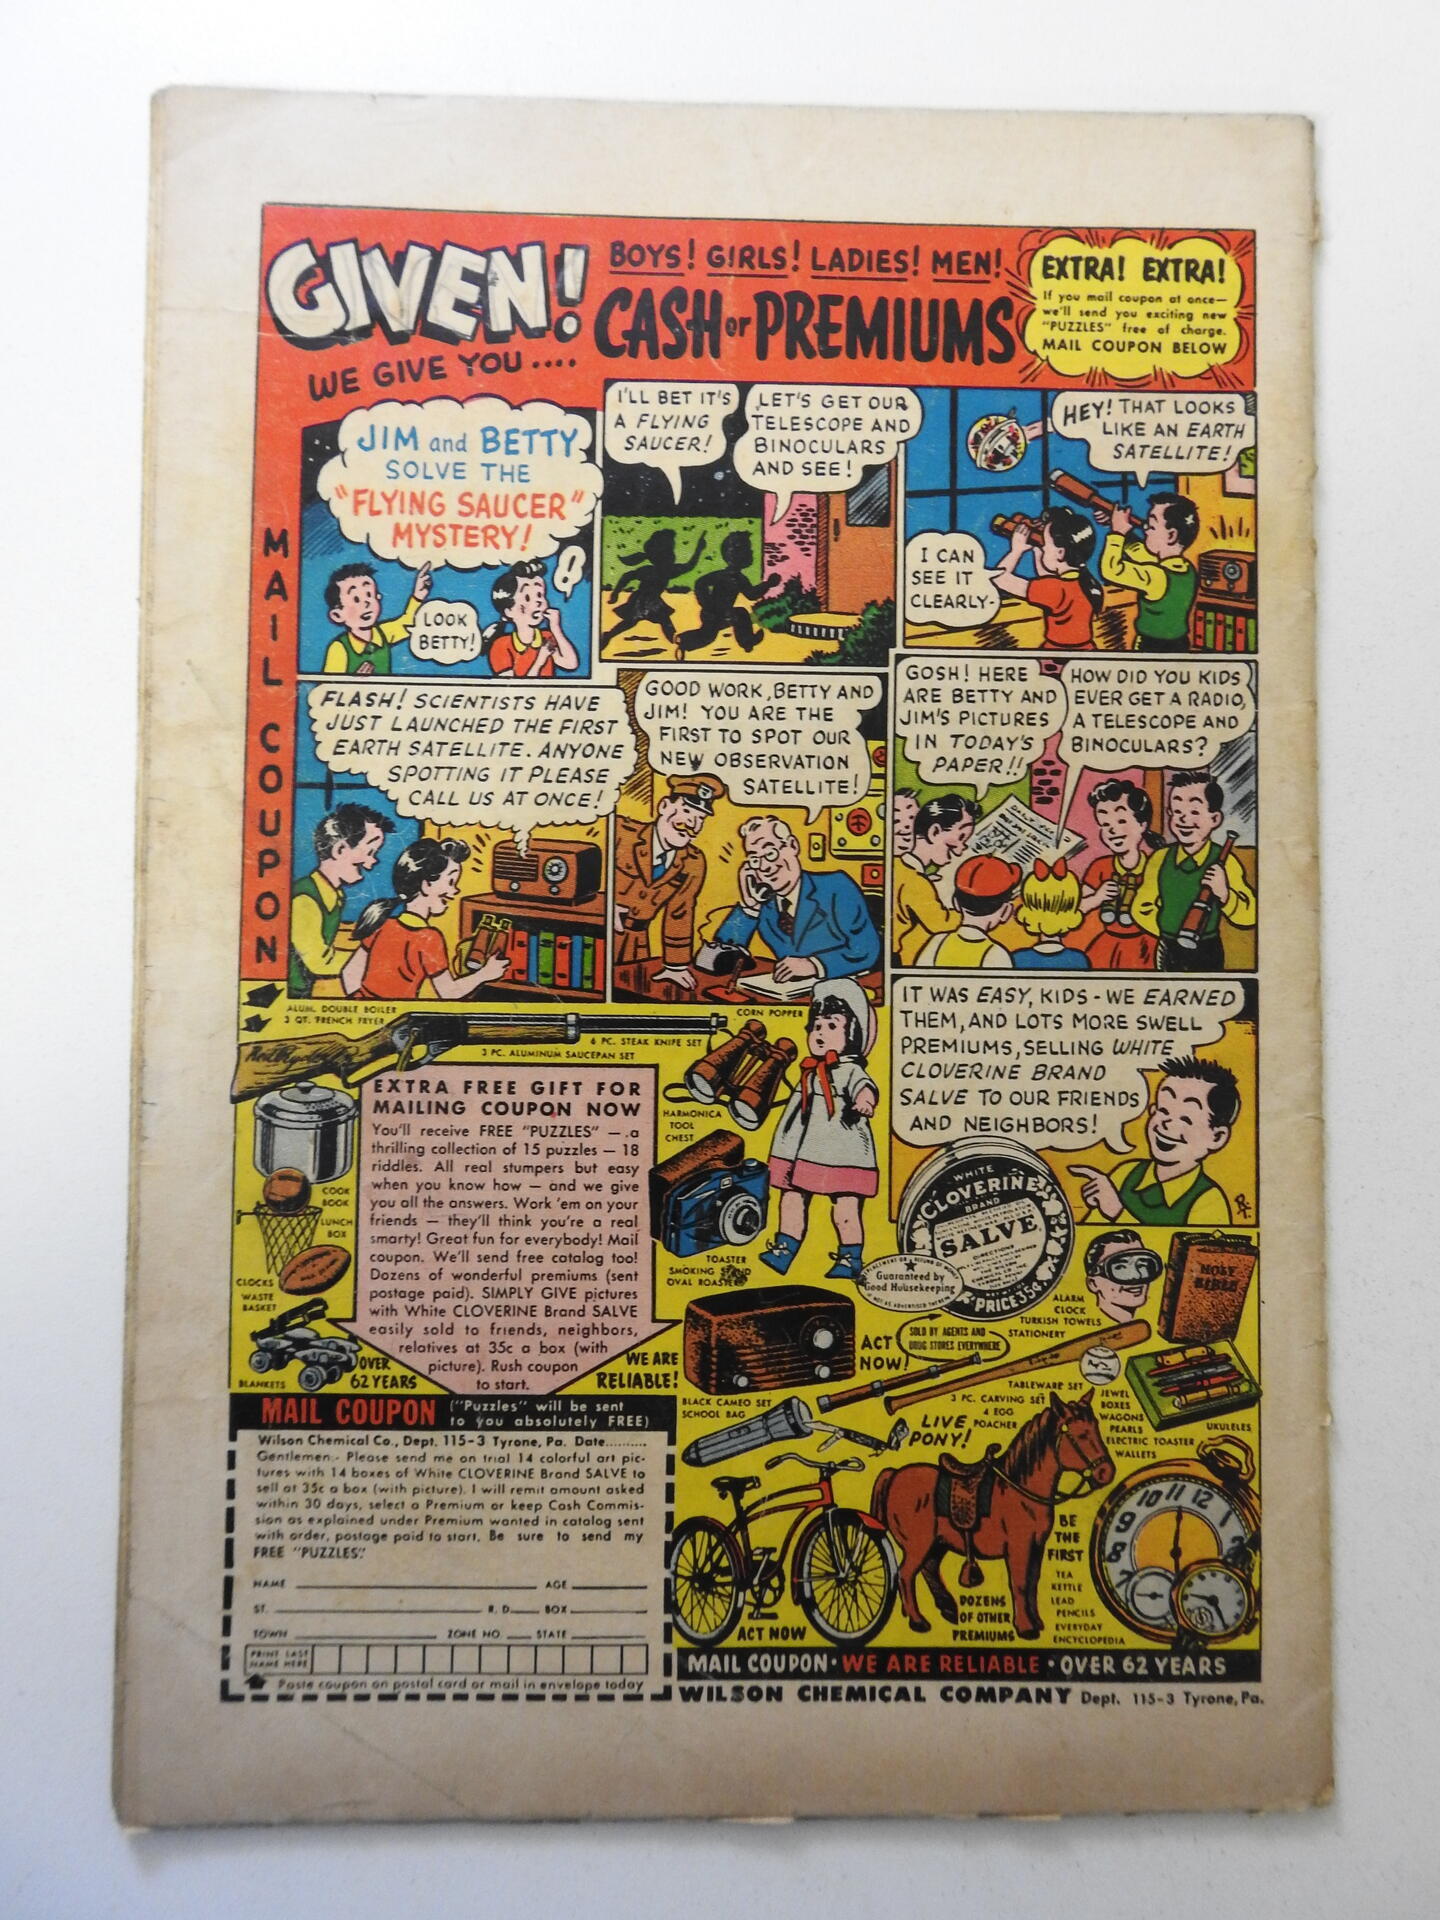 GIVEN!
WE GIVE YOU ....
BOYS! GIRLS! LADIES! MEN!
CASH or PREMIUMS
EXTRA! EXTRA!
If you mail coupon at once—
we'll send you exciting new
"PUZZLES" free of charge.
MAIL COUPON BELOW
MAIL COUPON
JIM and BETTY
SOLVE THE
"FLYING SAUCER"
MYSTERY!
LOOK
BETTY!
!
I'LL BET IT'S
A FLYING
SAUCER!
LET'S GET OUR
TELESCOPE AND
BINOCULARS
AND SEE!
HEY! THAT LOOKS
LIKE AN EARTH
SATELLITE!
I CAN
SEE IT
CLEARLY-
FLASH! SCIENTISTS HAVE
JUST LAUNCHED THE FIRST
EARTH SATELLITE. ANYONE
SPOTTING IT PLEASE
CALL US AT ONCE!
GOOD WORK, BETTY AND
JIM! YOU ARE THE
FIRST TO SPOT OUR
NEW OBSERVATION
SATELLITE!
GOSH! HERE
ARE BETTY AND
JIM'S PICTURES
IN TODAY'S
PAPER!!
HOW DID YOU KIDS
EVER GET A RADIO,
A TELESCOPE AND
BINOCULARS?
IT WAS EASY, KIDS - WE EARNED
THEM, AND LOTS MORE SWELL
PREMIUMS, SELLING WHITE
CLOVERINE BRAND
SALVE TO OUR FRIENDS
AND NEIGHBORS!
ALUM. DOUBLE BOILER
3 QT. FRENCH FRYER
Red Ryder
6 PC. STEAK KNIFE SET
3 PC. ALUMINUM SAUCEPAN SET
CORN POPPER
EXTRA FREE GIFT FOR
MAILING COUPON NOW
You'll receive FREE "PUZZLES" — a
thrilling collection of 15 puzzles — 18
riddles. All real stumpers but easy
when you know how — and we give
you all the answers. Work 'em on your
friends — they'll think you're a real
smarty! Great fun for everybody! Mail
coupon. We'll send free catalog too!
Dozens of wonderful premiums (sent
postage paid). SIMPLY GIVE pictures
with White CLOVERINE Brand SALVE
easily sold to friends, neighbors,
relatives at 35c a box (with
picture). Rush coupon
to start.
HARMONICA
TOOL
CHEST
COOK
BOOK
LUNCH
BOX
CLOCKS
WASTE
BASKET
BLANKETS
OVER
62 YEARS
WE ARE
RELIABLE!
TOASTER
SMOKING STAND
OVAL ROASTER
WHITE
CLOVERINE
BRAND
SALVE
DIRECTIONS
PRICE 35¢
Guaranteed by
Good Housekeeping
ACT
NOW!
SOLD BY AGENTS AND
DRUG STORES EVERYWHERE
HOLY
BIBLE
ALARM
CLOCK
TURKISH TOWELS
STATIONERY
TABLEWARE SET
3 PC. CARVING SET
4 EGG
POACHER
JEWEL
BOXES
WAGONS
PEARLS
ELECTRIC TOASTER
WALLETS
UKULELES
BLACK CAMEO SET
SCHOOL BAG
LIVE
PONY!
BE
THE
FIRST
TEA
KETTLE
LEAD
PENCILS
EVERYDAY
ENCYCLOPEDIA
DOZENS
OF OTHER
PREMIUMS
ACT NOW
MAIL COUPON ("Puzzles" will be sent
to you absolutely FREE)
Wilson Chemical Co., Dept. 115-3 Tyrone, Pa. Date..........
Gentlemen:- Please send me on trial 14 colorful art pic-
tures with 14 boxes of White CLOVERINE Brand SALVE to
sell at 35c a box (with picture). I will remit amount asked
within 30 days, select a Premium or keep Cash Commis-
sion as explained under Premium wanted in catalog sent
with order, postage paid to start. Be sure to send my
FREE "PUZZLES".
NAME AGE
ST. R. D. BOX
TOWN ZONE NO. STATE
PRINT LAST
NAME HERE
Paste coupon on postal card or mail in envelope today
MAIL COUPON • WE ARE RELIABLE • OVER 62 YEARS
WILSON CHEMICAL COMPANY Dept. 115-3 Tyrone, Pa.